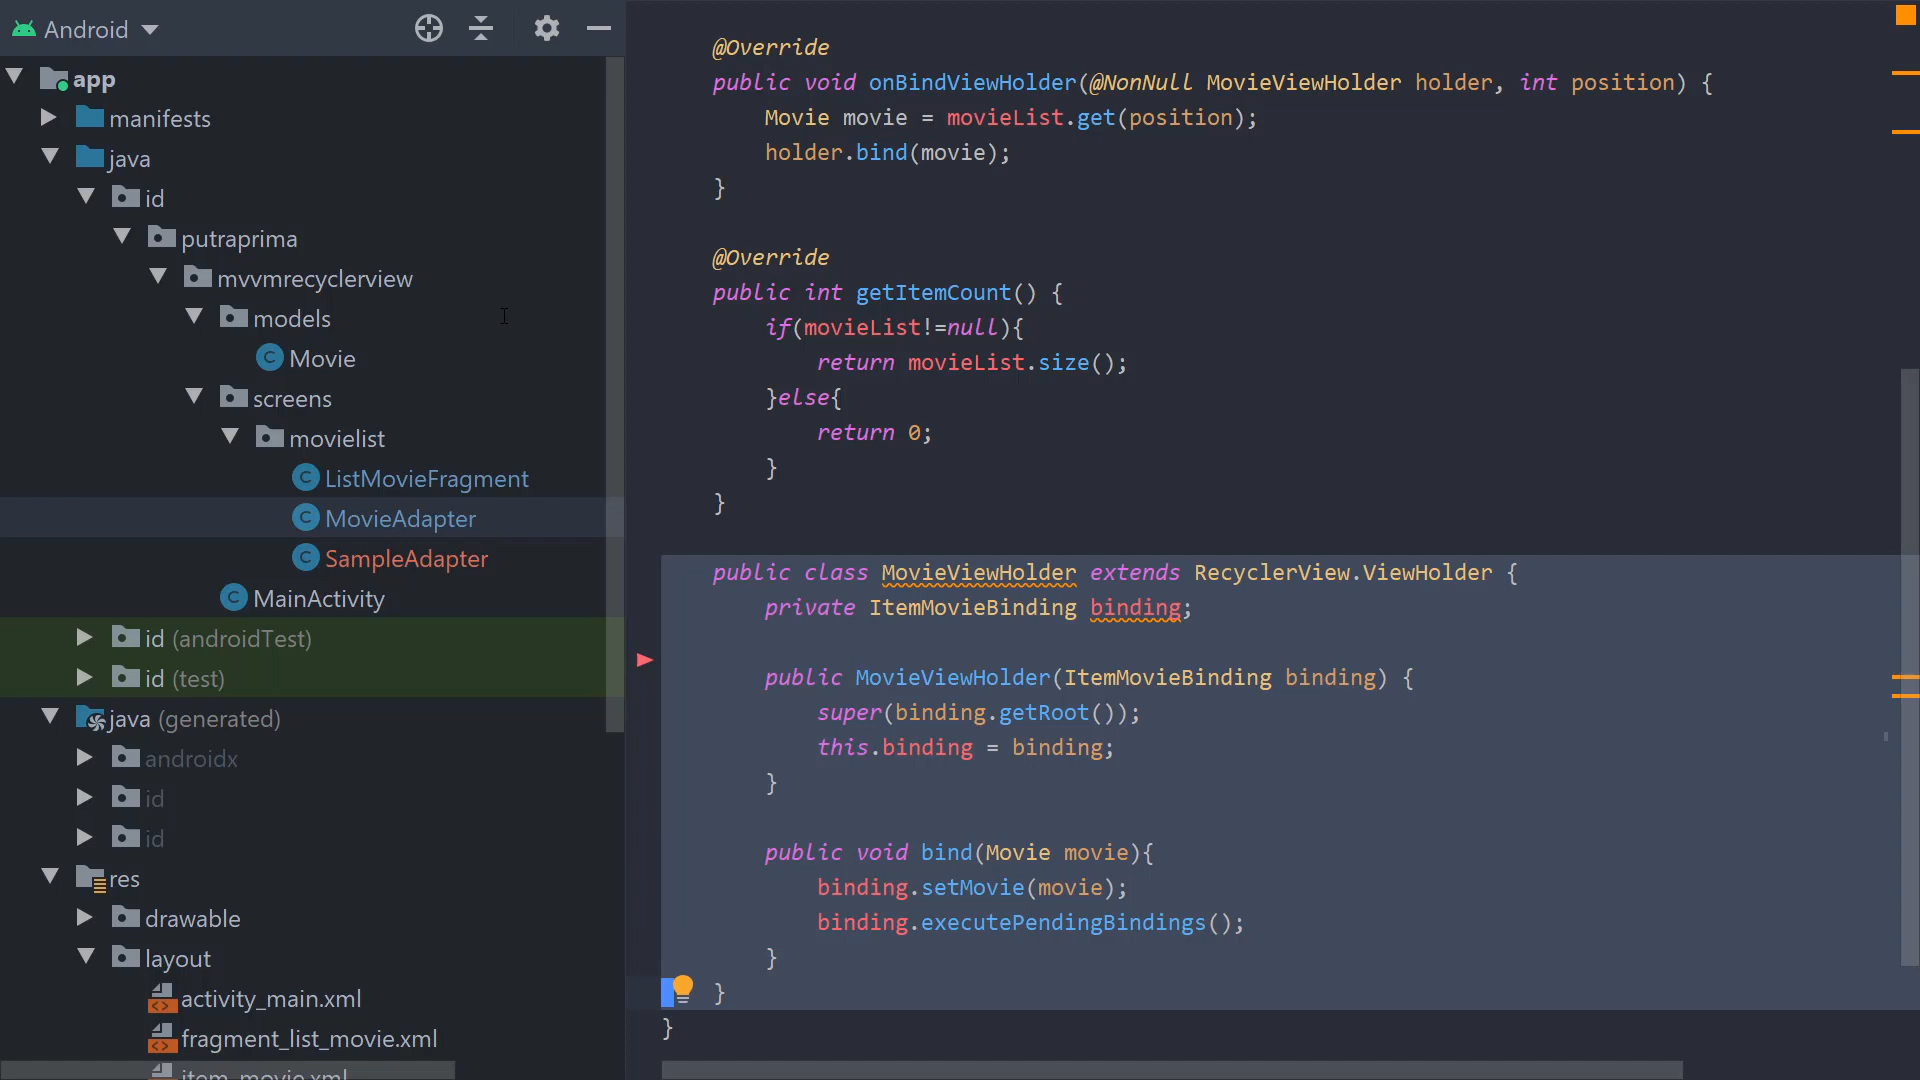 Android
app
manifests
java
id
putraprima
mvvmrecyclerview
models
Movie
screens
movielist
ListMovieFragment
MovieAdapter
SampleAdapter
MainActivity
id (androidTest)
id (test)
java (generated)
androidx
id
id
res
drawable
layout
activity_main.xml
fragment_list_movie.xml
item_movie.xml
@Override
public void onBindViewHolder(@NonNull MovieViewHolder holder, int position) {
Movie movie = movieList.get(position);
holder.bind(movie);
}
@Override
public int getItemCount() {
if(movieList!=null){
return movieList.size();
}else{
return 0;
}
}
public class MovieViewHolder extends RecyclerView.ViewHolder {
private ItemMovieBinding binding;
public MovieViewHolder(ItemMovieBinding binding) {
super(binding.getRoot());
this.binding = binding;
}
public void bind(Movie movie){
binding.setMovie(movie);
binding.executePendingBindings();
}
}
}